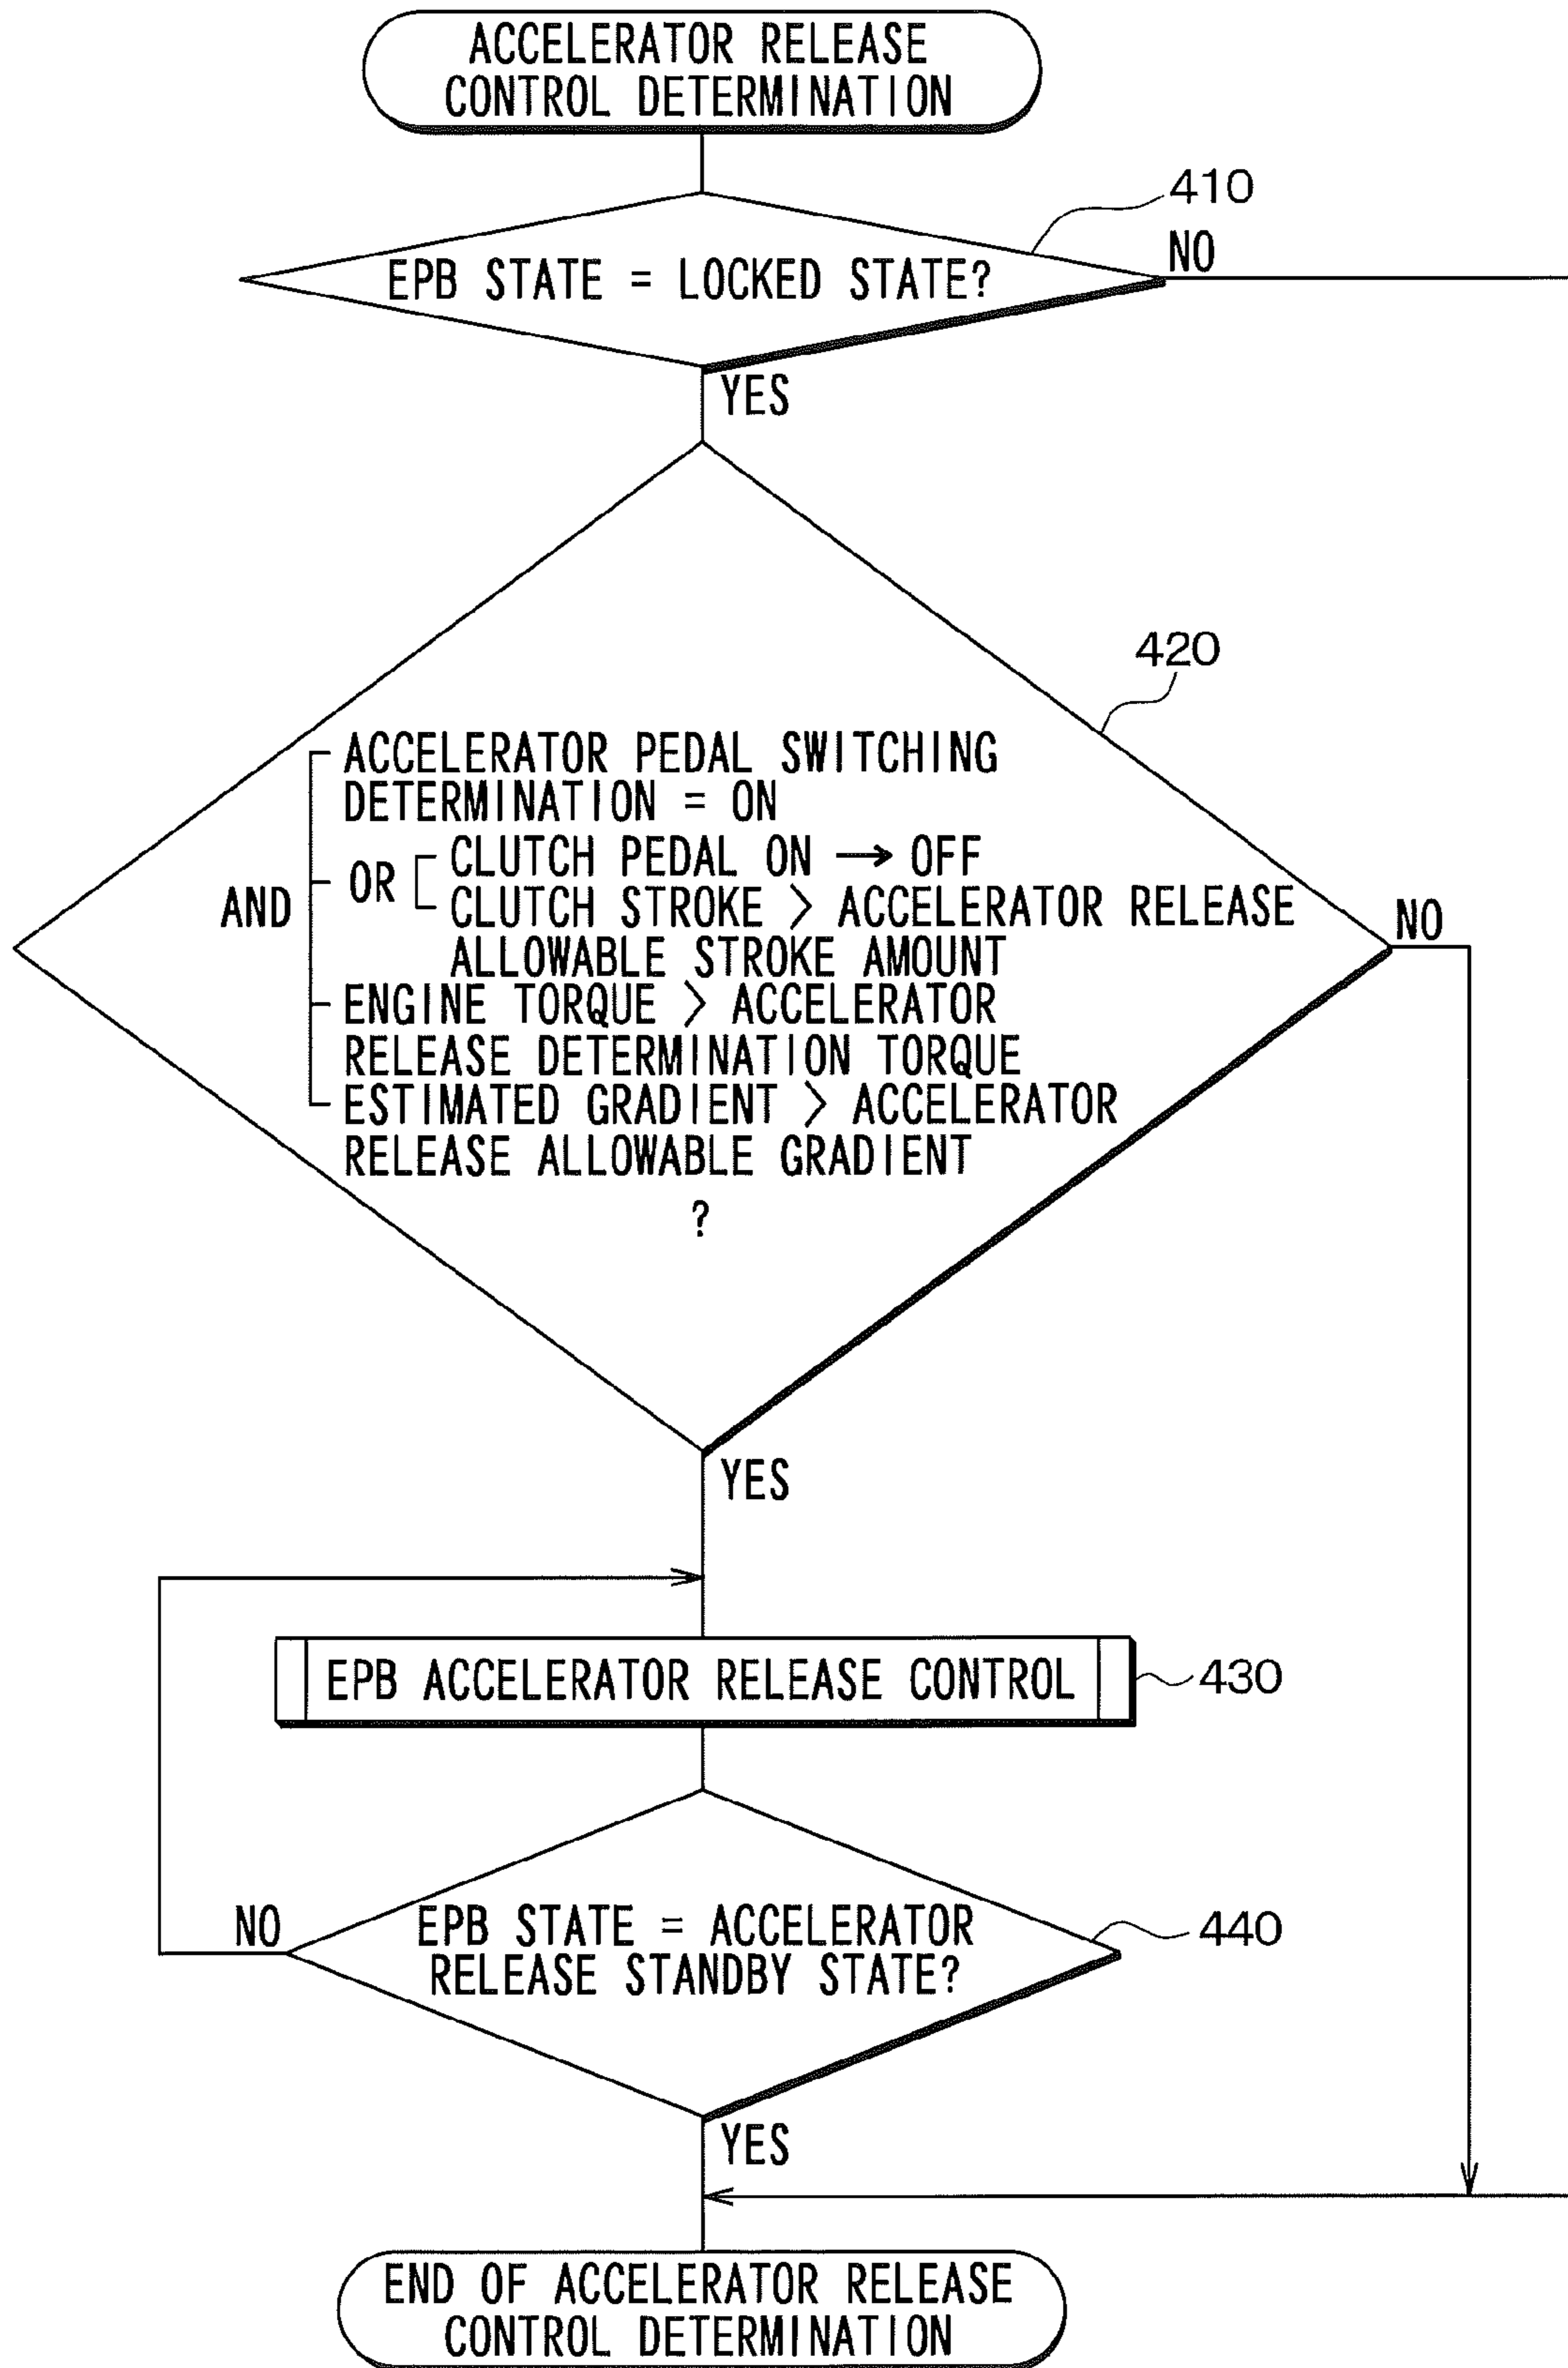 ACCELERATOR RELEASE
CONTROL DETERMINATION
410
EPB STATE = LOCKED STATE?
NO
YES
420
ACCELERATOR PEDAL SWITCHING
DETERMINATION = ON
CLUTCH PEDAL ON → OFF
OR
AND
CLUTCH STROKE > ACCELERATOR RELEASE
ALLOWABLE STROKE AMOUNT
NO
ENGINE TORQUE > ACCELERATOR
RELEASE DETERMINATION TORQUE
ESTIMATED GRADIENT > ACCELERATOR
RELEASE ALLOWABLE GRADIENT
?
YES
EPB ACCELERATOR RELEASE CONTROL
430
NO
EPB STATE = ACCELERATOR
RELEASE STANDBY STATE?
440
YES
END OF ACCELERATOR RELEASE
CONTROL DETERMINATION